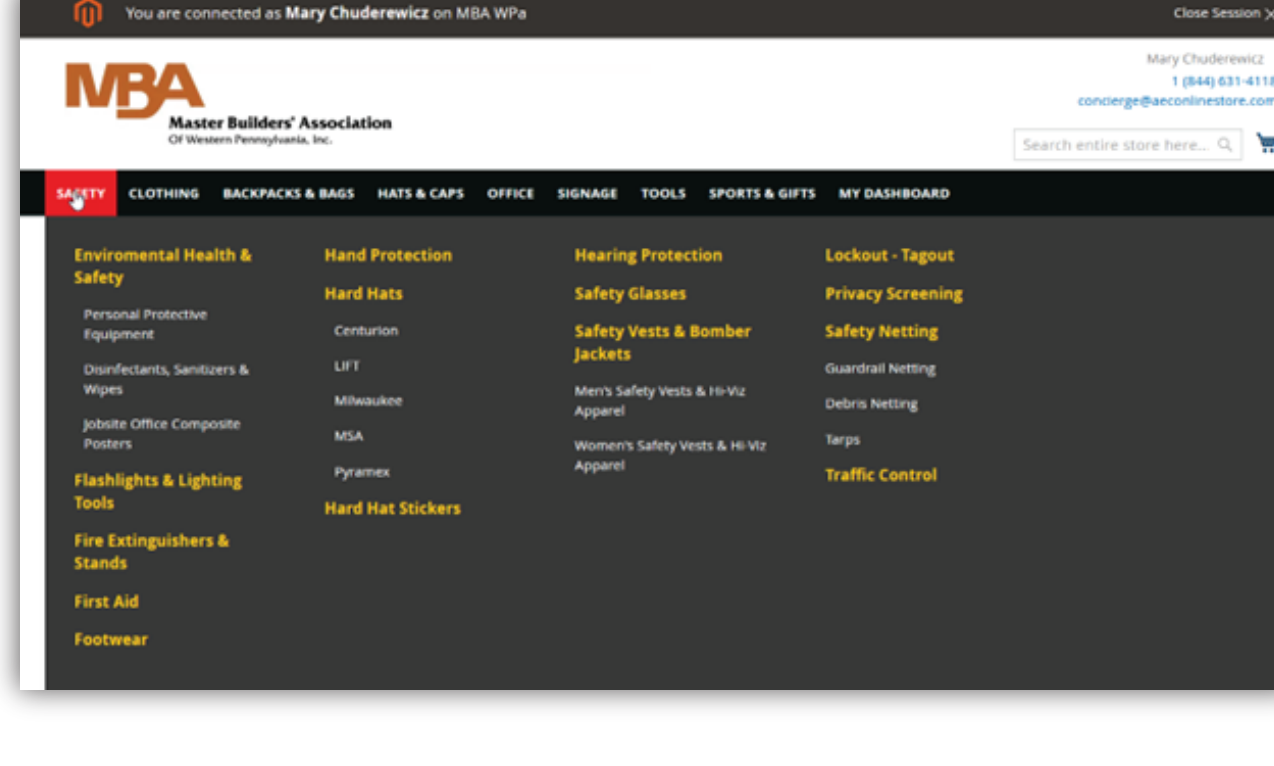 You are connected as Mary Chuderewicz on MBA WPa
Close Session
MBA
Master Builders' Association
Of Western Pennsylvania, Inc.
Mary Chuderewicz
1 (844) 631-4118
concierge@aeconlinestore.com
Search entire store here...
SAFETY CLOTHING BACKPACKS & BAGS HATS & CAPS OFFICE SIGNAGE TOOLS SPORTS & GIFTS MY DASHBOARD
Enviromental Health &
Safety
Personal Protective
Equipment
Disinfectants, Sanitizers &
Wipes
Jobsite Office Composite
Posters
Flashlights & Lighting
Tools
Fire Extinguishers &
Stands
First Aid
Footwear
Hand Protection
Hard Hats
Centurion
LIFT
Milwaukee
MSA
Pyramex
Hard Hat Stickers
Hearing Protection
Safety Glasses
Safety Vests & Bomber
Jackets
Men's Safety Vests & Hi-Viz
Apparel
Women's Safety Vests & Hi-Viz
Apparel
Lockout - Tagout
Privacy Screening
Safety Netting
Guardrail Netting
Debris Netting
Tarps
Traffic Control